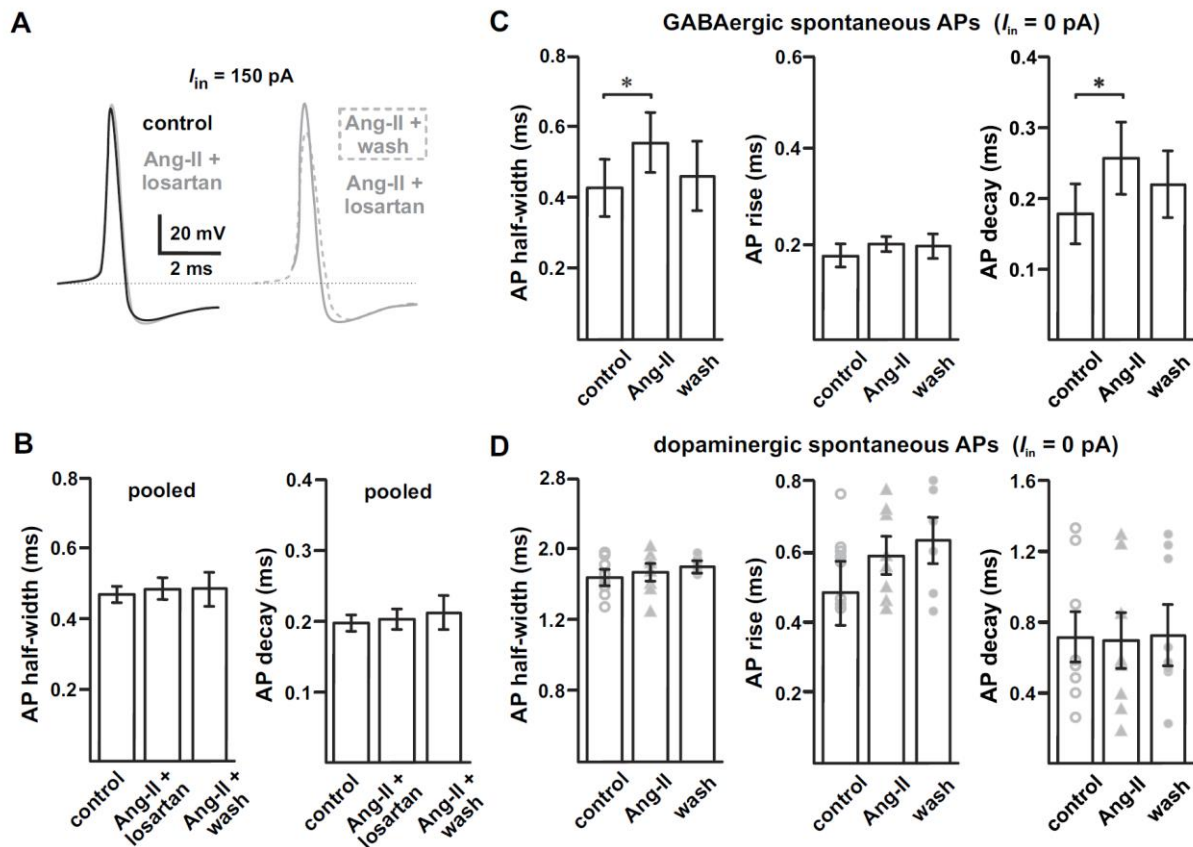 A
I in = 150 pA
control
Ang-II +
losartan
20 mV
2 ms
Ang-II +
wash
Ang-II +
losartan
B
pooled
AP half-width (ms)
0.8
0.6
0.4
0.2
control
Ang-II +
losartan
Ang-II +
wash
pooled
AP decay (ms)
0.4
0.3
0.2
0.1
control
Ang-II +
losartan
Ang-II +
wash
C
GABAergic spontaneous APs (I in = 0 pA)
AP half-width (ms)
0.8
0.6
0.4
0.2
*
control
Ang-II
wash
AP rise (ms)
0.6
0.4
0.2
control
Ang-II
wash
AP decay (ms)
0.4
0.3
0.2
0.1
*
control
Ang-II
wash
D
dopaminergic spontaneous APs (I in = 0 pA)
AP half-width (ms)
2.8
2.0
1.2
0.8
control
Ang-II
wash
AP rise (ms)
0.8
0.6
0.4
0.2
control
Ang-II
wash
AP decay (ms)
1.6
1.2
0.8
0.4
control
Ang-II
wash